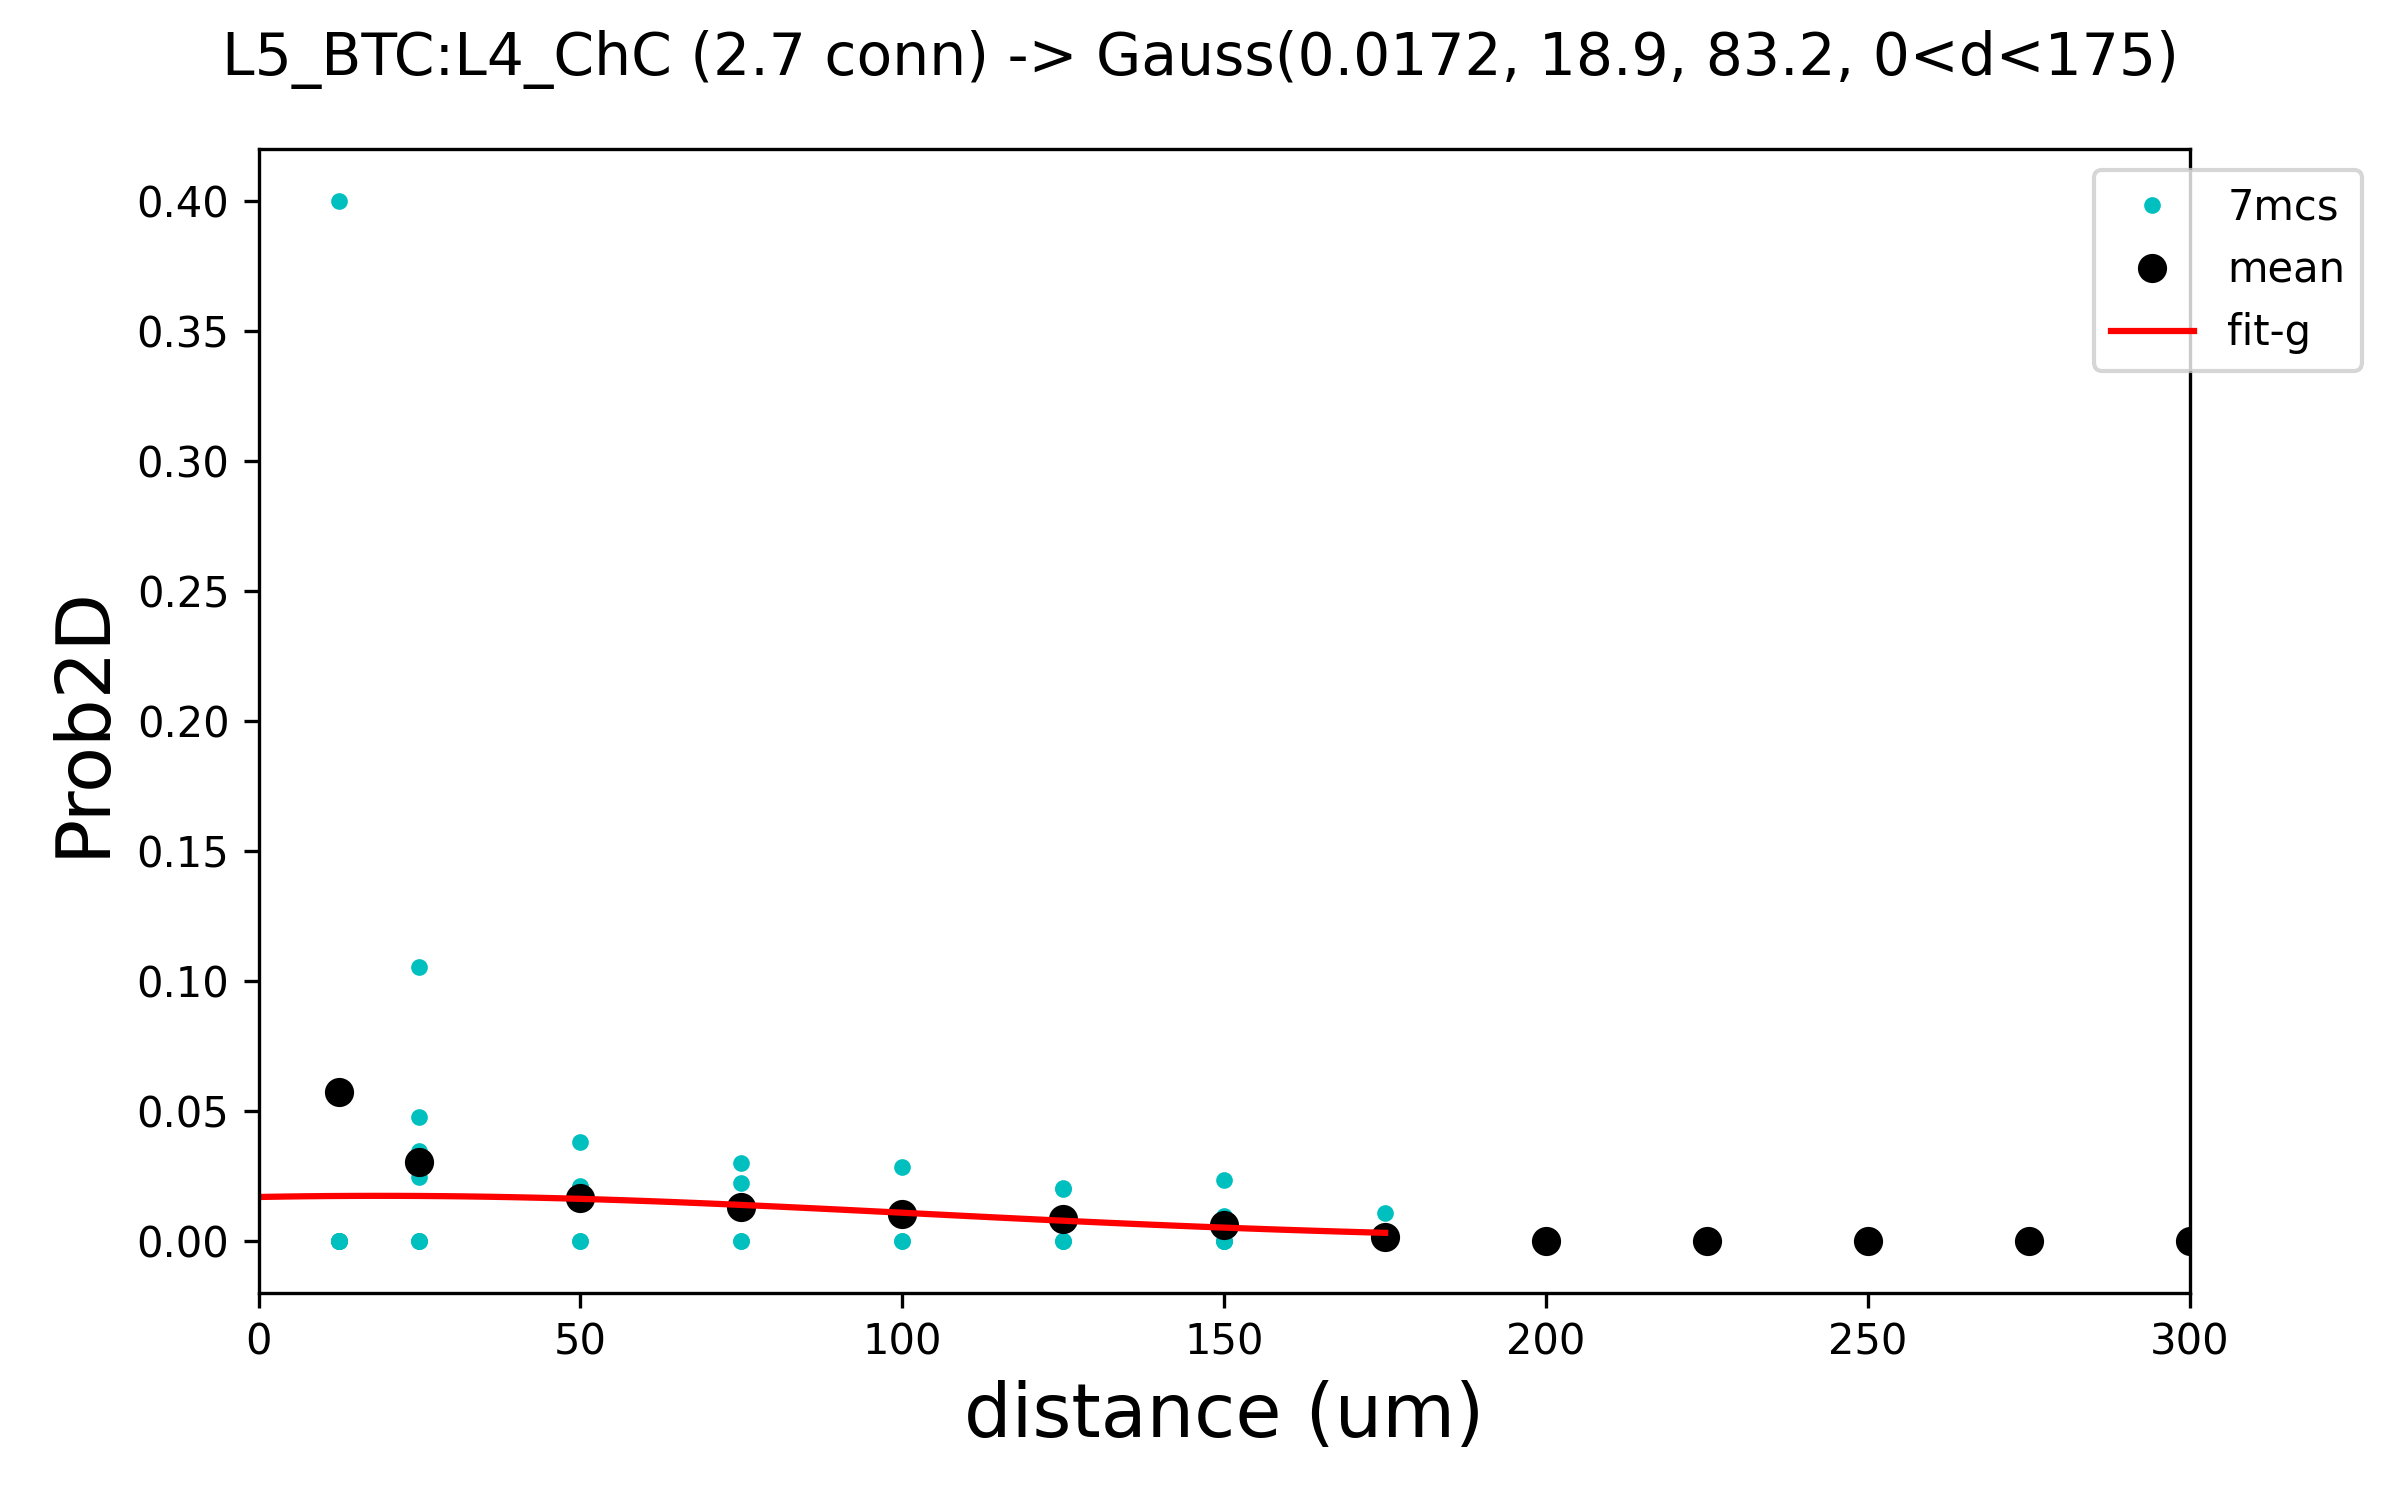 L5_BTC:L4_ChC (2.7 conn) -> Gauss(0.0172, 18.9, 83.2, 0<d<175)
7mcs
mean
fit-g
0.40
0.35
0.30
0.25
0.20
0.15
0.10
0.05
0.00
Prob2D
0 50 100 150 200 250 300
distance (um)